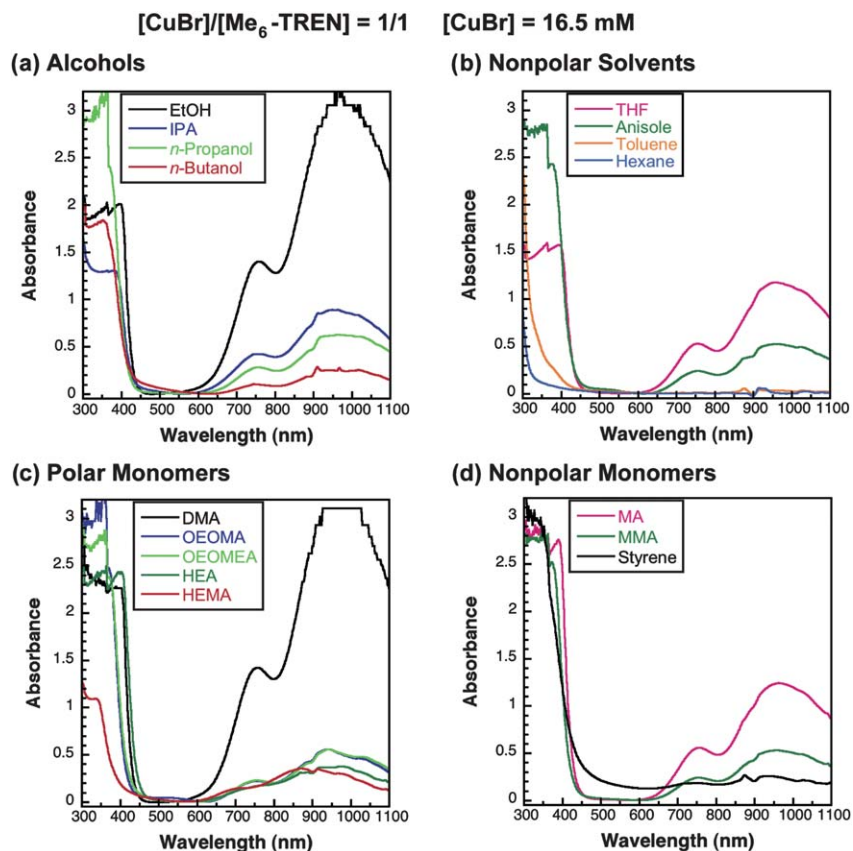 [CuBr]/[Me6-TREN] = 1/1 [CuBr] = 16.5 mM
(a) Alcohols
EtOH
IPA
n-Propanol
n-Butanol
3
2.5
2
1.5
1
0.5
0
Absorbance
300 400 500 600 700 800 900 1000 1100
Wavelength (nm)
(b) Nonpolar Solvents
THF
Anisole
Toluene
Hexane
3
2.5
2
1.5
1
0.5
0
Absorbance
300 400 500 600 700 800 900 1000 1100
Wavelength (nm)
(c) Polar Monomers
DMA
OEOMA
OEOMEA
HEA
HEMA
3
2.5
2
1.5
1
0.5
0
Absorbance
300 400 500 600 700 800 900 1000 1100
Wavelength (nm)
(d) Nonpolar Monomers
MA
MMA
Styrene
3
2.5
2
1.5
1
0.5
0
Absorbance
300 400 500 600 700 800 900 1000 1100
Wavelength (nm)